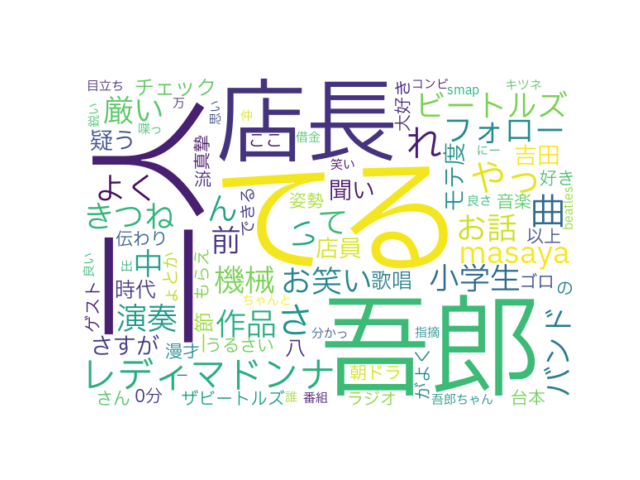 目立ち
チェック
店長
大好き
コンビ
smap
キツネ
鋭い
厳い
万
思い
仲
ここ
借金
ビートルズ
喋っ
疑う
真摯
れ
フォロー
にー
二人
てる
笑い
モテ度
吉田
よく
できる
姿勢
聞い
やっ
好き
きつね
ん
って
曲
良さ
音楽
beatles
伝わり
前
店員
お話
以上
良い
圧
中
機械
お笑い
歌唱
masaya
ゲスト
時代
ょとか
もらえ
小学生
ゴロ
の
ちゃんと
演奏
節
作品
さ
吾郎
バンド
さすが
漫才
うるさい
八
分かっ
指摘
レディマドンナ
朝ドラ
がよく
ー
さん
0分
ザビートルズ
誰
番組
ラジオ
吾郎ちゃん
台本